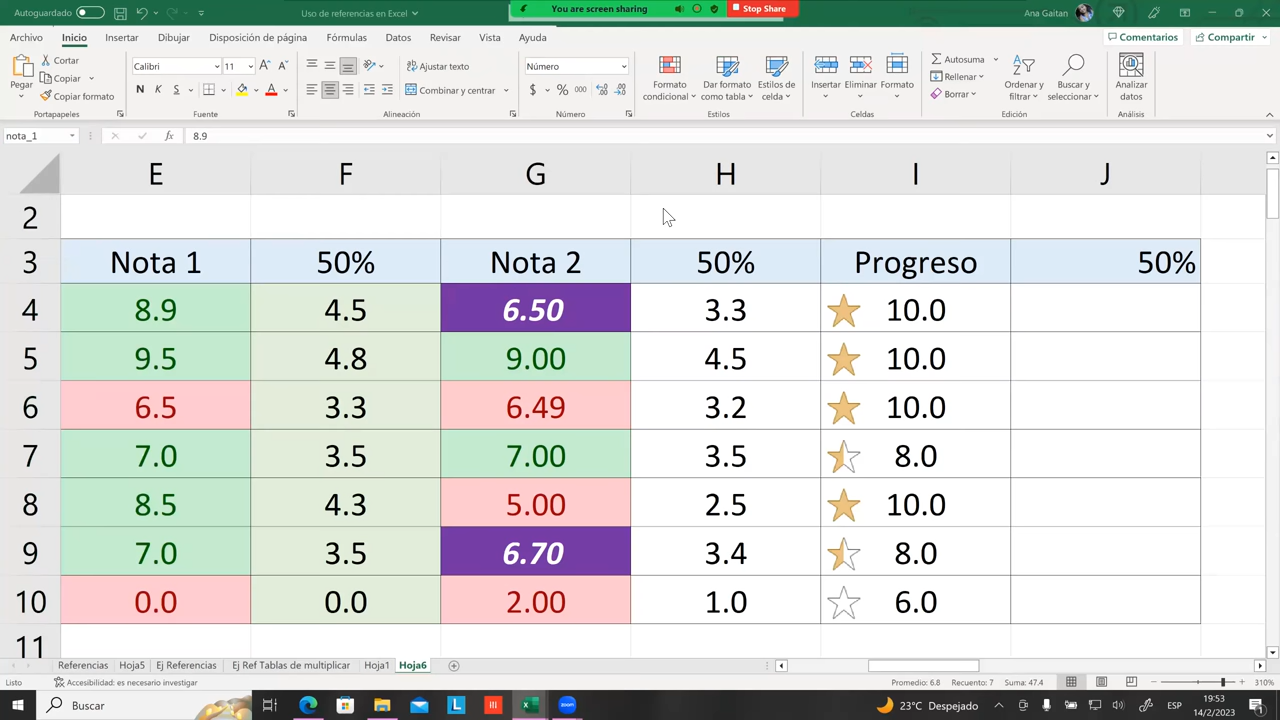 Autoguardado
Uso de referencias en Excel
You are screen sharing
Stop Share
Ana Gaitan
Archivo Inicio Insertar Dibujar Disposición de página Fórmulas Datos Revisar Vista Ayuda
Comentarios Compartir
Pegar
Cortar
Copiar
Copiar formato
Portapapeles
Calibri 11
N K S
Fuente
Ajustar texto
Combinar y centrar
Alineación
Número
$ % 000
Número
Formato condicional
Dar formato como tabla
Estilos de celda
Estilos
Insertar Eliminar Formato
Celdas
Autosuma
Rellenar
Borrar
Ordenar y filtrar
Buscar y seleccionar
Edición
Analizar datos
Análisis
nota_1 fx 8.9
E F G H I J
2
3 Nota 1 50% Nota 2 50% Progreso 50%
4 8.9 4.5 6.50 3.3 10.0
5 9.5 4.8 9.00 4.5 10.0
6 6.5 3.3 6.49 3.2 10.0
7 7.0 3.5 7.00 3.5 8.0
8 8.5 4.3 5.00 2.5 10.0
9 7.0 3.5 6.70 3.4 8.0
10 0.0 0.0 2.00 1.0 6.0
11
Referencias Hoja5 Ej Referencias Ej Ref Tablas de multiplicar Hoja1 Hoja6
Listo Accesibilidad: es necesario investigar Promedio: 6.8 Recuento: 7 Suma: 47.4 310%
Buscar
L
zoom
23°C Despejado
ESP
19:53
14/2/2023